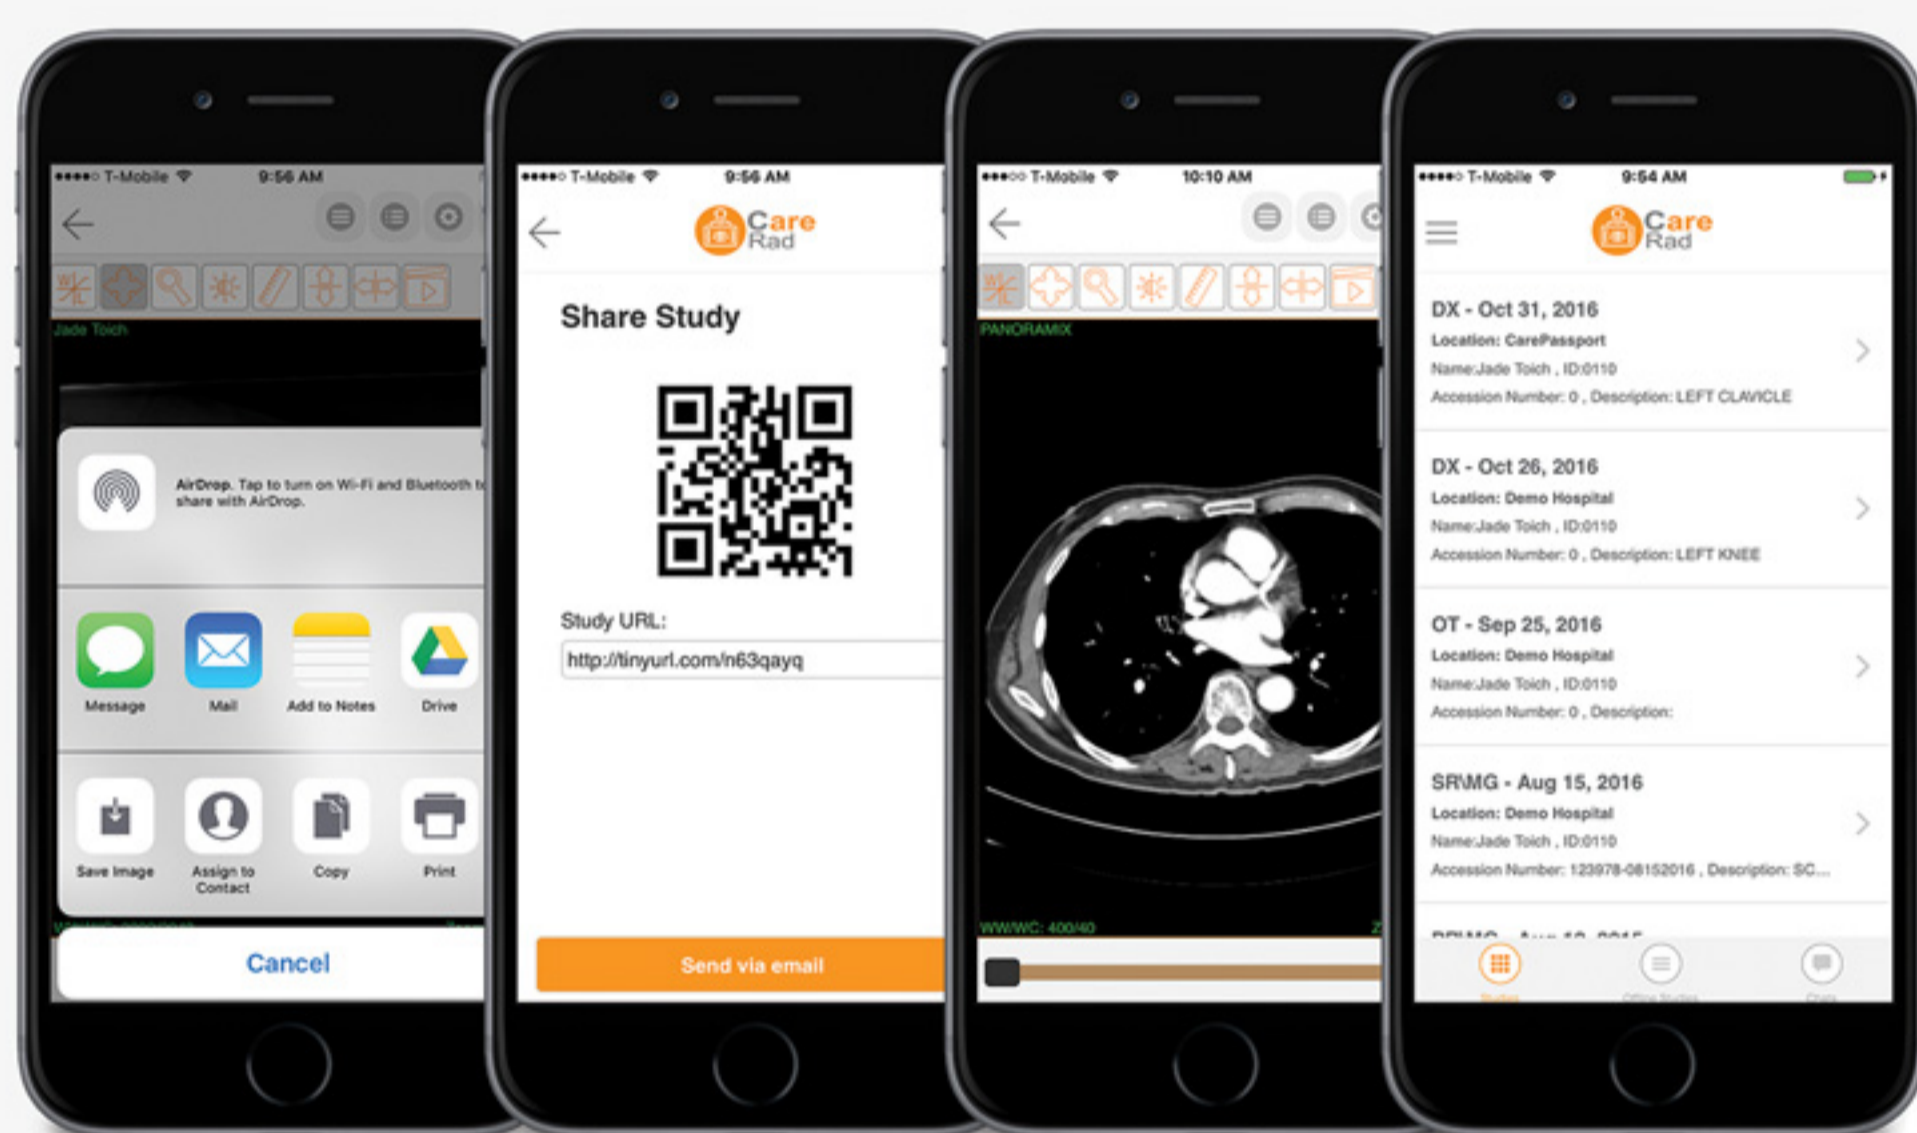 T-Mobile 9:56 AM
W/L
Jade Toich
AirDrop. Tap to turn on Wi-Fi and Bluetooth to
share with AirDrop.
Message Mail Add to Notes Drive
Save Image Assign to Contact Copy Print
Cancel
T-Mobile 9:56 AM
Care
Rad
Share Study
Study URL:
http://tinyurl.com/n63qayq
Send via email
T-Mobile 10:10 AM
W/L
PANORAMIX
WW/WC: 400/40 Z
T-Mobile 9:54 AM
Care
Rad
DX - Oct 31, 2016
Location: CarePassport
Name:Jade Toich , ID:0110
Accession Number: 0 , Description: LEFT CLAVICLE
DX - Oct 26, 2016
Location: Demo Hospital
Name:Jade Toich , ID:0110
Accession Number: 0 , Description: LEFT KNEE
OT - Sep 25, 2016
Location: Demo Hospital
Name:Jade Toich , ID:0110
Accession Number: 0 , Description:
SR\MG - Aug 15, 2016
Location: Demo Hospital
Name:Jade Toich , ID:0110
Accession Number: 123978-08152016 , Description: SC...
Studies Offline Studies Chats